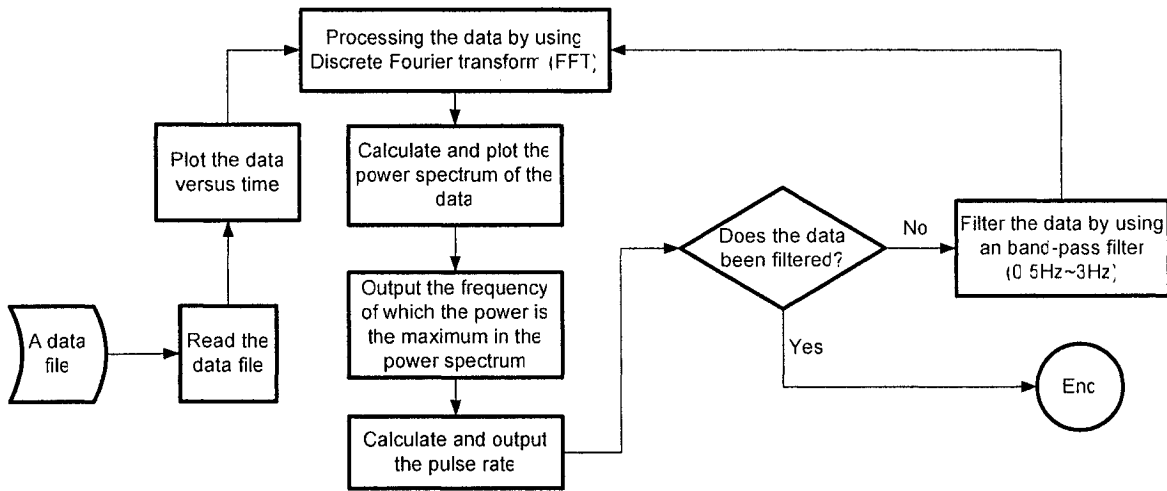 Processing the data by using
Discrete Fourier transform (FFT)
Plot the data
versus time
Calculate and plot the
power spectrum of the
data
Does the data
been filtered?
No
Filter the data by using
an band-pass filter
(0 5Hz~3Hz)
A data
file
Read the
data file
Output the frequency
of which the power is
the maximum in the
power spectrum
Yes
Enc
Calculate and output
the pulse rate